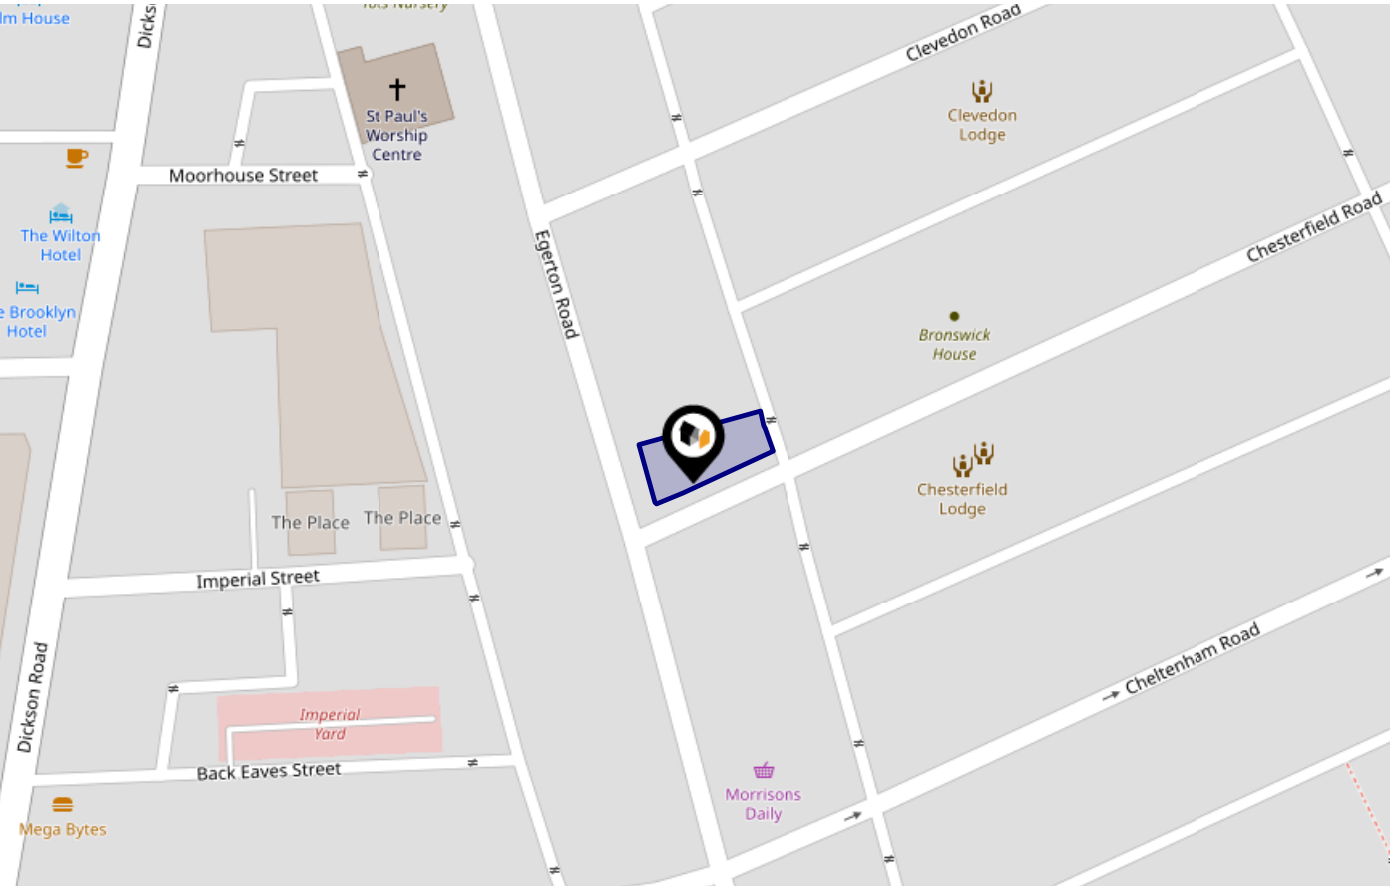 lm House
Dicks
Tots Nursery
Clevedon Road
St Paul's
Worship
Centre
Clevedon
Lodge
Moorhouse Street
The Wilton
Hotel
Egerton Road
Chesterfield Road
e Brooklyn
Hotel
Bronswick
House
Chesterfield
Lodge
The Place
The Place
Imperial Street
Dickson Road
Cheltenham Road
Imperial
Yard
Back Eaves Street
Morrisons
Daily
Mega Bytes